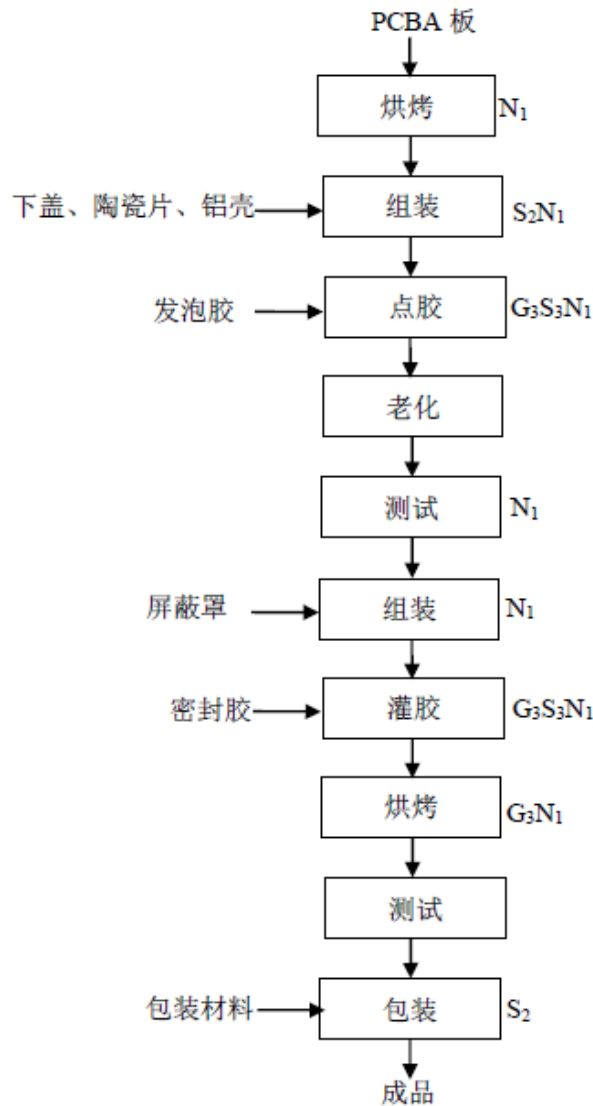 PCBA 板
烘烤 N₁
下盖、陶瓷片、铝壳 组装 S₂N₁
发泡胶 点胶 G₃S₃N₁
老化
测试 N₁
屏蔽罩 组装 N₁
密封胶 灌胶 G₃S₃N₁
烘烤 G₃N₁
测试
包装材料 包装 S₂
成品